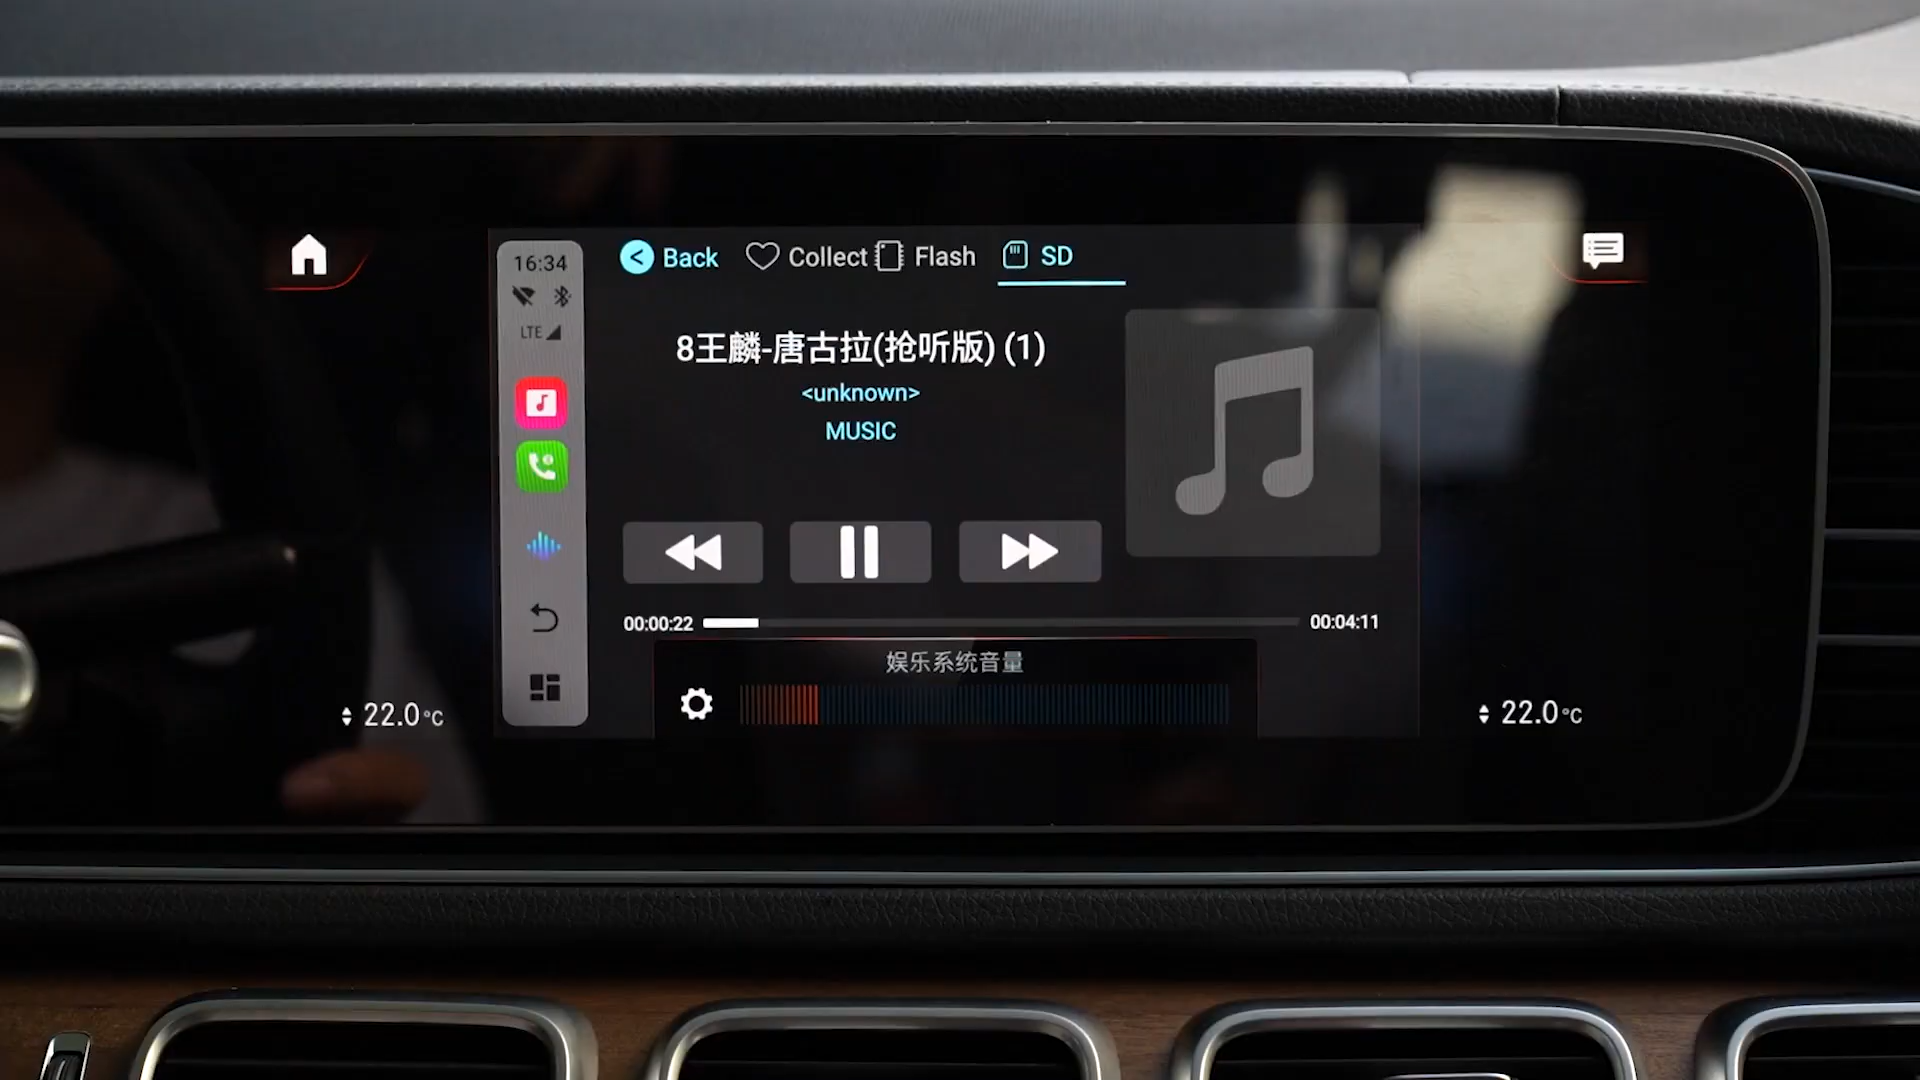 16:34
LTE
Back
Collect
Flash
SD
8王麟-唐古拉(抢听版) (1)
<unknown>
MUSIC
00:00:22
00:04:11
娱乐系统音量
22.0°C
22.0°C